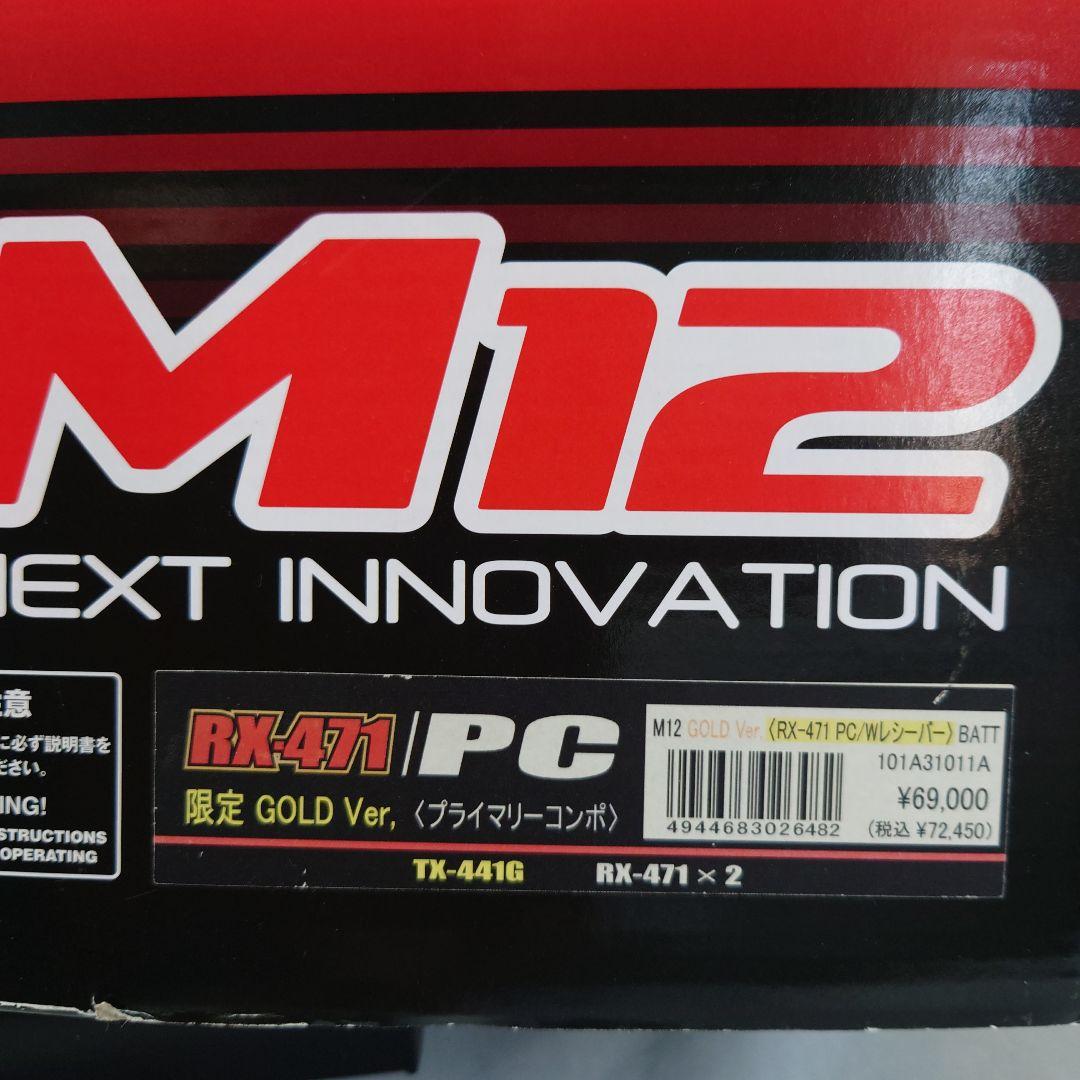 M12
NEXT INNOVATION
意
に必ず説明書を
ださい。
NG!
STRUCTIONS
OPERATING
RX-471/PC
限定 GOLD Ver, 〈プライマリーコンポ〉
TX-441G RX-471 × 2
M12 GOLD Ver.〈RX-471 PC/Wレシーバー〉BATT
101A31011A
¥69,000
4944683026482
(税込 ¥72,450)